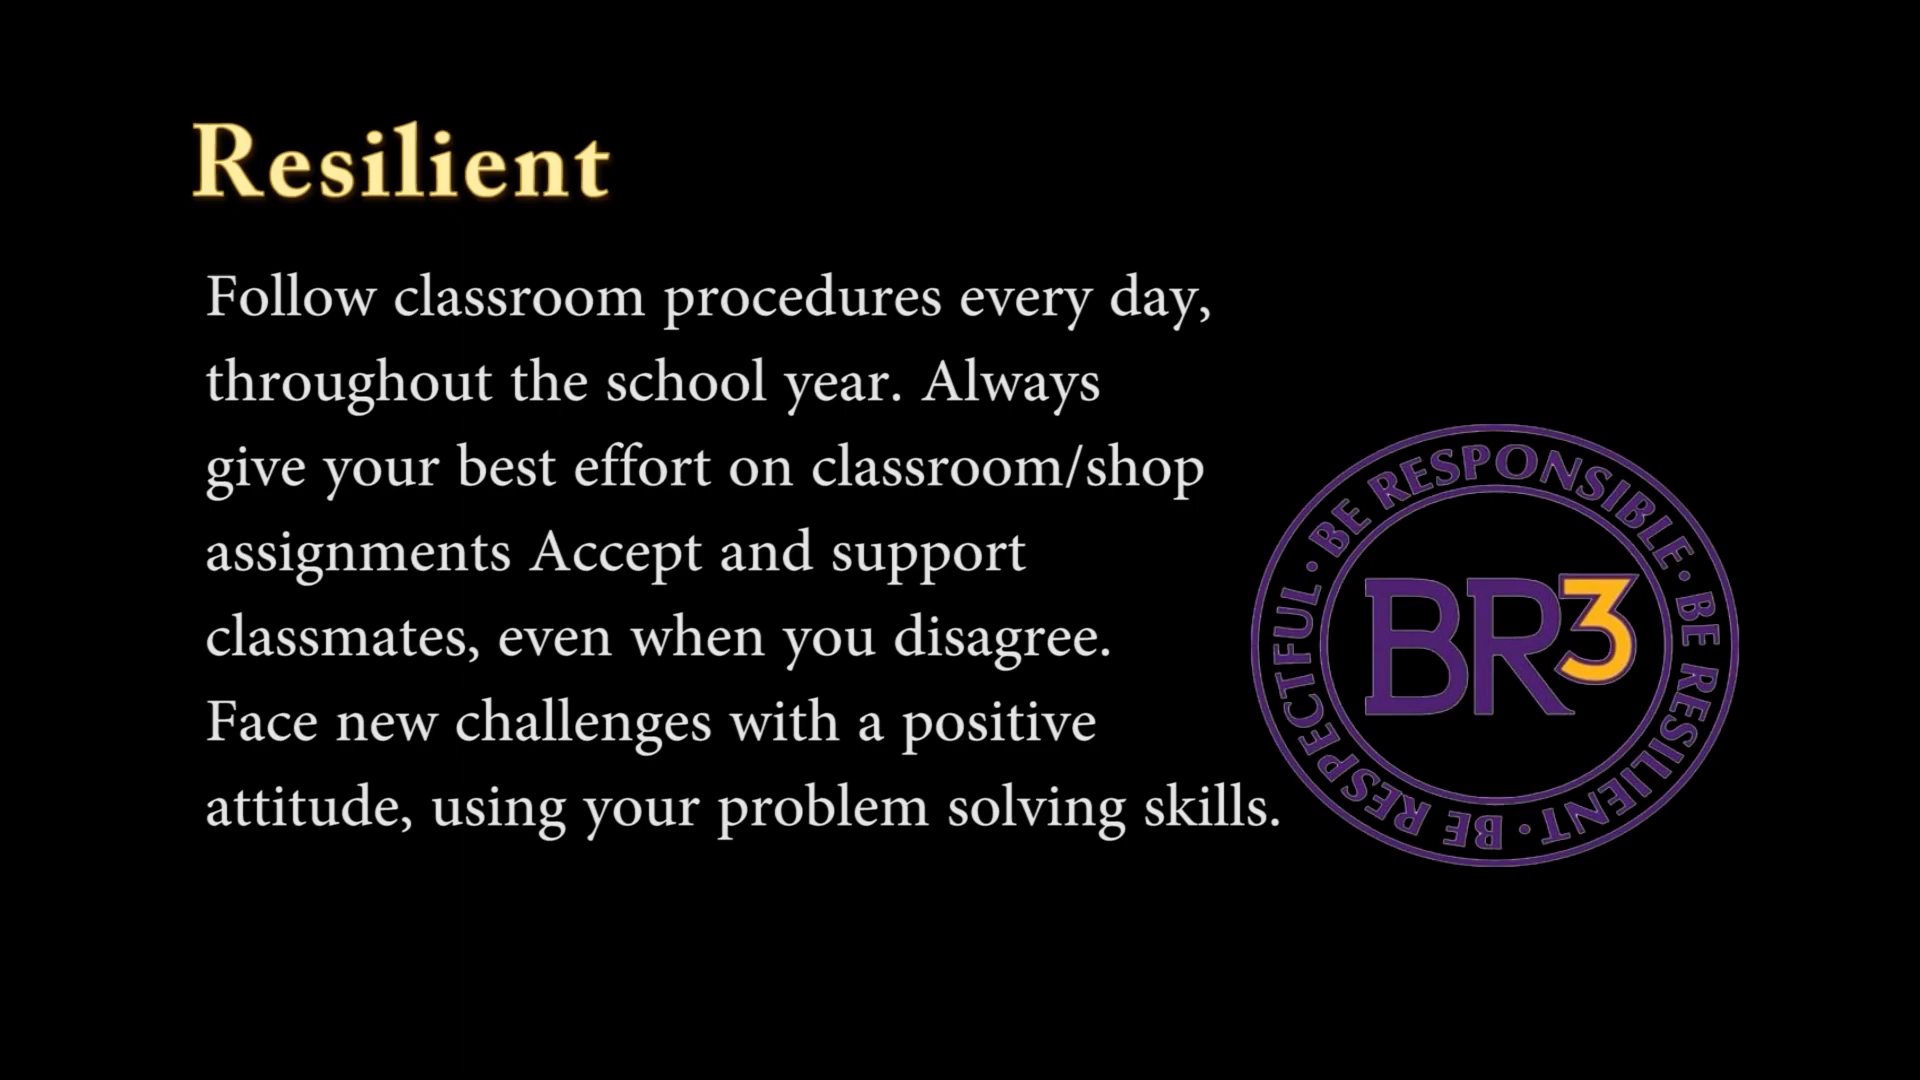 Resilient
Follow classroom procedures every day,
throughout the school year. Always
give your best effort on classroom/shop
assignments Accept and support
classmates, even when you disagree.
Face new challenges with a positive
attitude, using your problem solving skills.
BE RESPONSIBLE · BE RESILIENT · BE RESPECTFUL ·
BR3